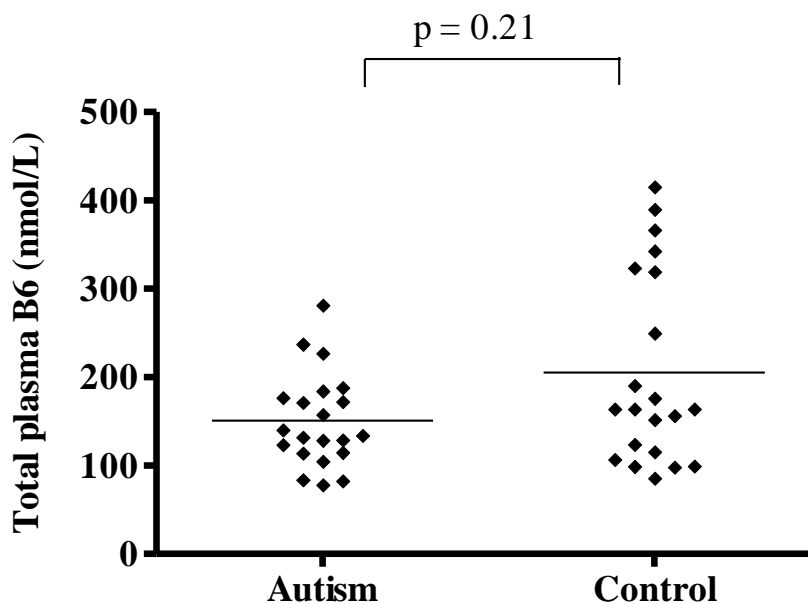 p = 0.21
Total plasma B6 (nmol/L)
500
400
300
200
100
0
Autism
Control